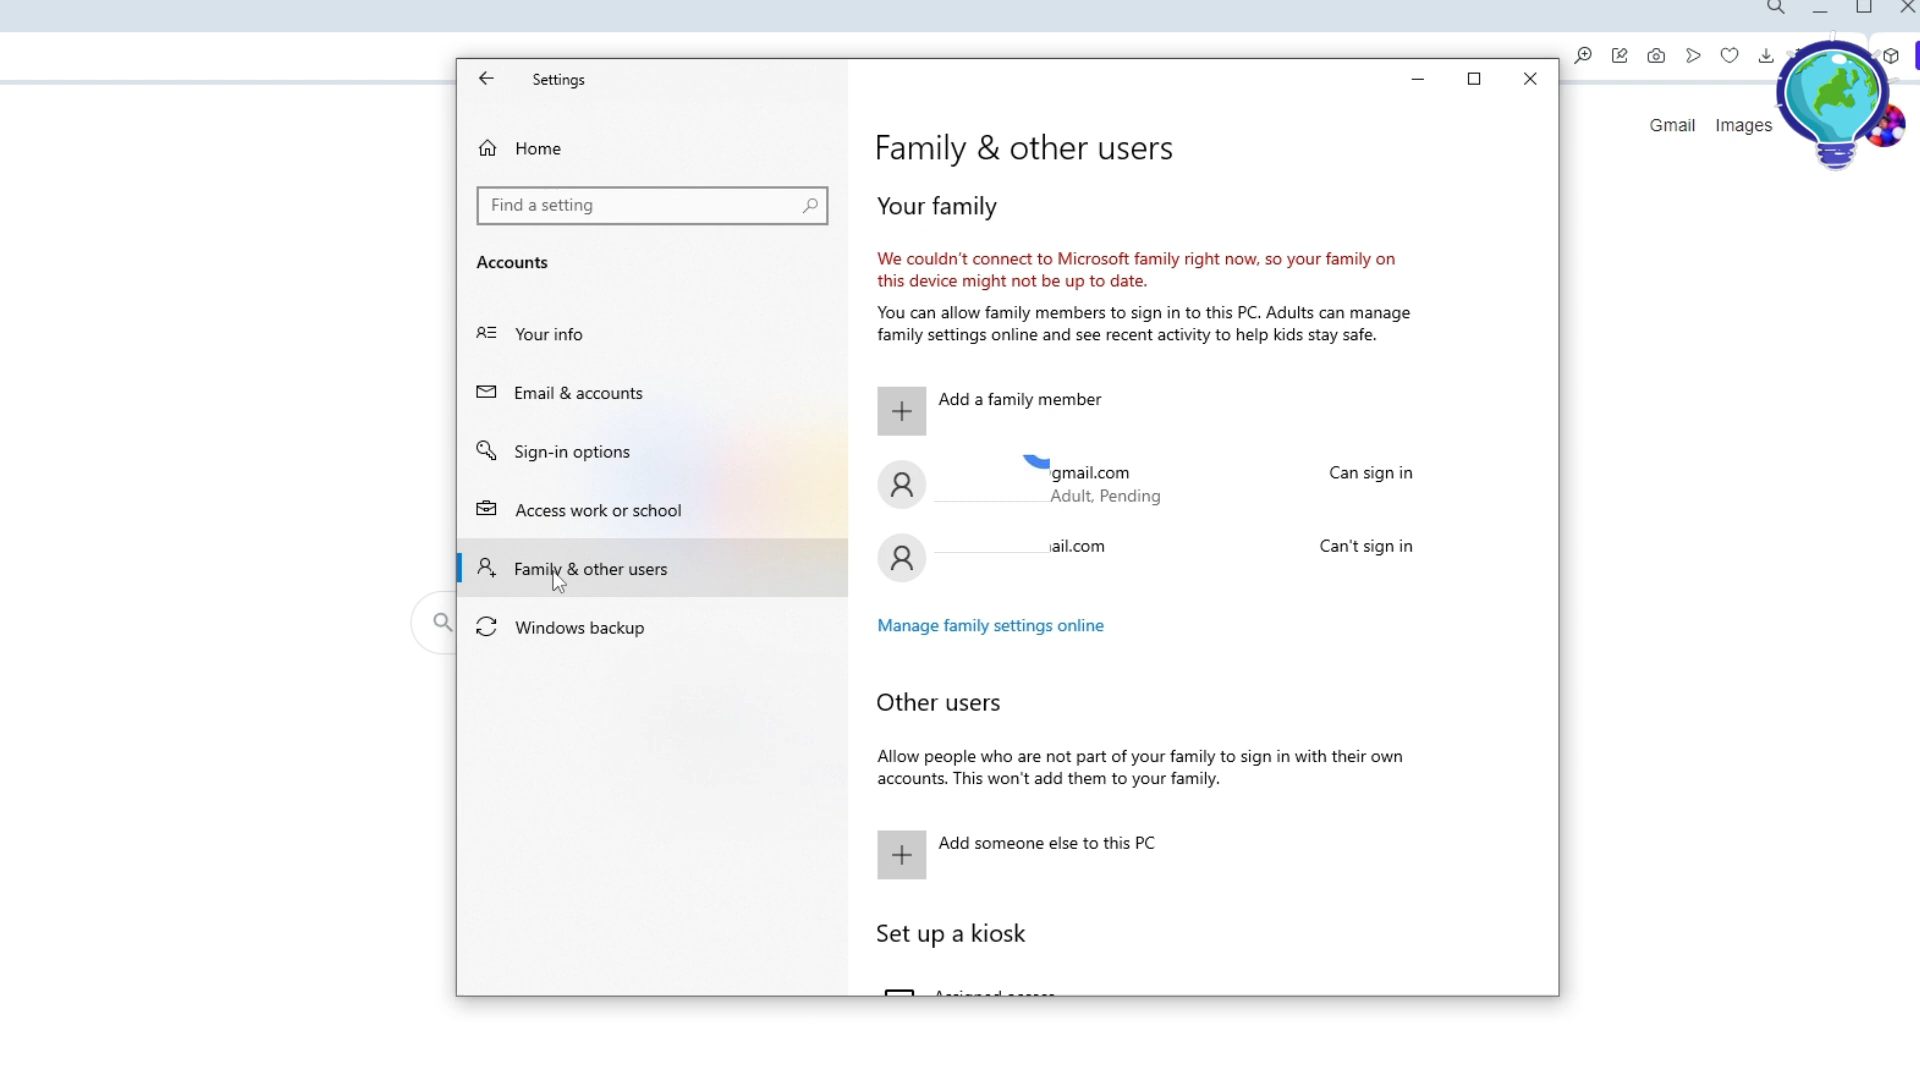 Gmail Images
Settings
Home
Find a setting
Accounts
Your info
Email & accounts
Sign-in options
Access work or school
Family & other users
Windows backup
Family & other users
Your family
We couldn't connect to Microsoft family right now, so your family on
this device might not be up to date.
You can allow family members to sign in to this PC. Adults can manage
family settings online and see recent activity to help kids stay safe.
Add a family member
gmail.com Can sign in
Adult, Pending
ail.com Can't sign in
Manage family settings online
Other users
Allow people who are not part of your family to sign in with their own
accounts. This won't add them to your family.
Add someone else to this PC
Set up a kiosk
Assigned access